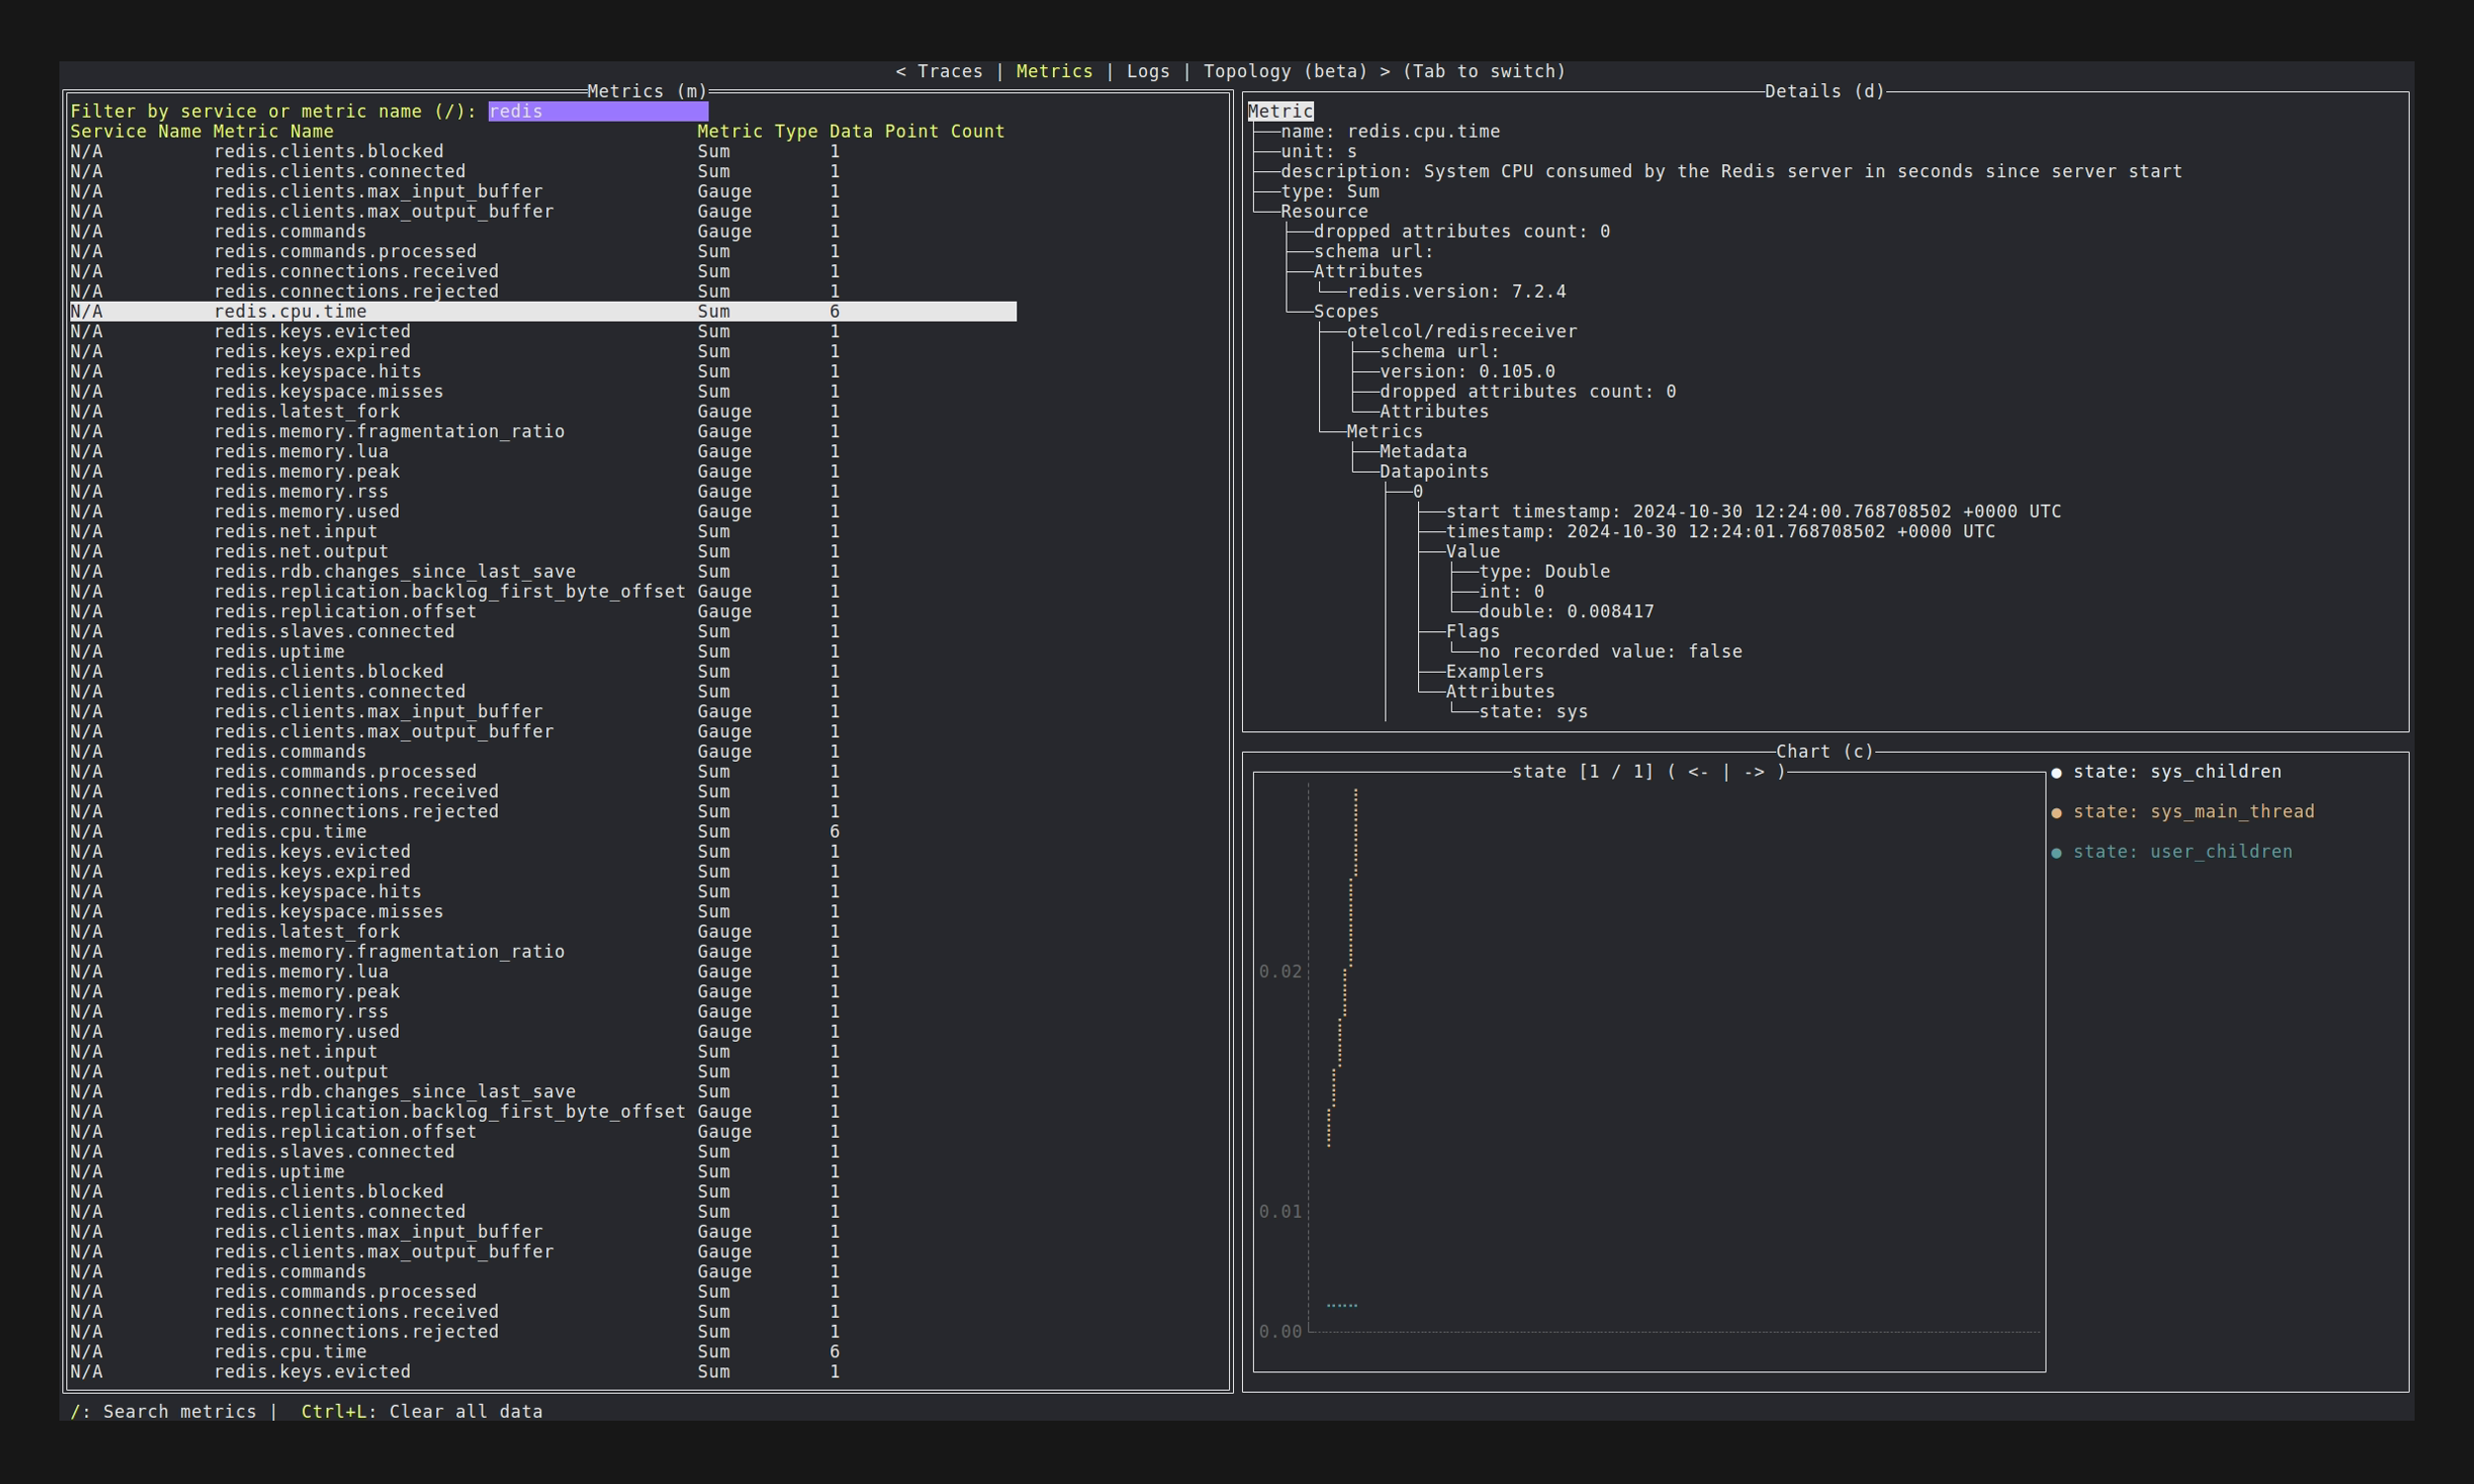 < Traces | Metrics | Logs | Topology (beta) > (Tab to switch)
Metrics (m)
Filter by service or metric name (/): redis
Service Name Metric Name Metric Type Data Point Count
N/A redis.clients.blocked Sum 1
N/A redis.clients.connected Sum 1
N/A redis.clients.max_input_buffer Gauge 1
N/A redis.clients.max_output_buffer Gauge 1
N/A redis.commands Gauge 1
N/A redis.commands.processed Sum 1
N/A redis.connections.received Sum 1
N/A redis.connections.rejected Sum 1
N/A redis.cpu.time Sum 6
N/A redis.keys.evicted Sum 1
N/A redis.keys.expired Sum 1
N/A redis.keyspace.hits Sum 1
N/A redis.keyspace.misses Sum 1
N/A redis.latest_fork Gauge 1
N/A redis.memory.fragmentation_ratio Gauge 1
N/A redis.memory.lua Gauge 1
N/A redis.memory.peak Gauge 1
N/A redis.memory.rss Gauge 1
N/A redis.memory.used Gauge 1
N/A redis.net.input Sum 1
N/A redis.net.output Sum 1
N/A redis.rdb.changes_since_last_save Sum 1
N/A redis.replication.backlog_first_byte_offset Gauge 1
N/A redis.replication.offset Gauge 1
N/A redis.slaves.connected Sum 1
N/A redis.uptime Sum 1
N/A redis.clients.blocked Sum 1
N/A redis.clients.connected Sum 1
N/A redis.clients.max_input_buffer Gauge 1
N/A redis.clients.max_output_buffer Gauge 1
N/A redis.commands Gauge 1
N/A redis.commands.processed Sum 1
N/A redis.connections.received Sum 1
N/A redis.connections.rejected Sum 1
N/A redis.cpu.time Sum 6
N/A redis.keys.evicted Sum 1
N/A redis.keys.expired Sum 1
N/A redis.keyspace.hits Sum 1
N/A redis.keyspace.misses Sum 1
N/A redis.latest_fork Gauge 1
N/A redis.memory.fragmentation_ratio Gauge 1
N/A redis.memory.lua Gauge 1
N/A redis.memory.peak Gauge 1
N/A redis.memory.rss Gauge 1
N/A redis.memory.used Gauge 1
N/A redis.net.input Sum 1
N/A redis.net.output Sum 1
N/A redis.rdb.changes_since_last_save Sum 1
N/A redis.replication.backlog_first_byte_offset Gauge 1
N/A redis.replication.offset Gauge 1
N/A redis.slaves.connected Sum 1
N/A redis.uptime Sum 1
N/A redis.clients.blocked Sum 1
N/A redis.clients.connected Sum 1
N/A redis.clients.max_input_buffer Gauge 1
N/A redis.clients.max_output_buffer Gauge 1
N/A redis.commands Gauge 1
N/A redis.commands.processed Sum 1
N/A redis.connections.received Sum 1
N/A redis.connections.rejected Sum 1
N/A redis.cpu.time Sum 6
N/A redis.keys.evicted Sum 1
Details (d)
Metric
name: redis.cpu.time
unit: s
description: System CPU consumed by the Redis server in seconds since server start
type: Sum
Resource
dropped attributes count: 0
schema url:
Attributes
redis.version: 7.2.4
Scopes
otelcol/redisreceiver
schema url:
version: 0.105.0
dropped attributes count: 0
Attributes
Metrics
Metadata
Datapoints
0
start timestamp: 2024-10-30 12:24:00.768708502 +0000 UTC
timestamp: 2024-10-30 12:24:01.768708502 +0000 UTC
Value
type: Double
int: 0
double: 0.008417
Flags
no recorded value: false
Examplers
Attributes
state: sys
Chart (c)
state [1 / 1] ( <- | -> )
● state: sys_children
● state: sys_main_thread
● state: user_children
0.02
0.01
0.00
/: Search metrics | Ctrl+L: Clear all data